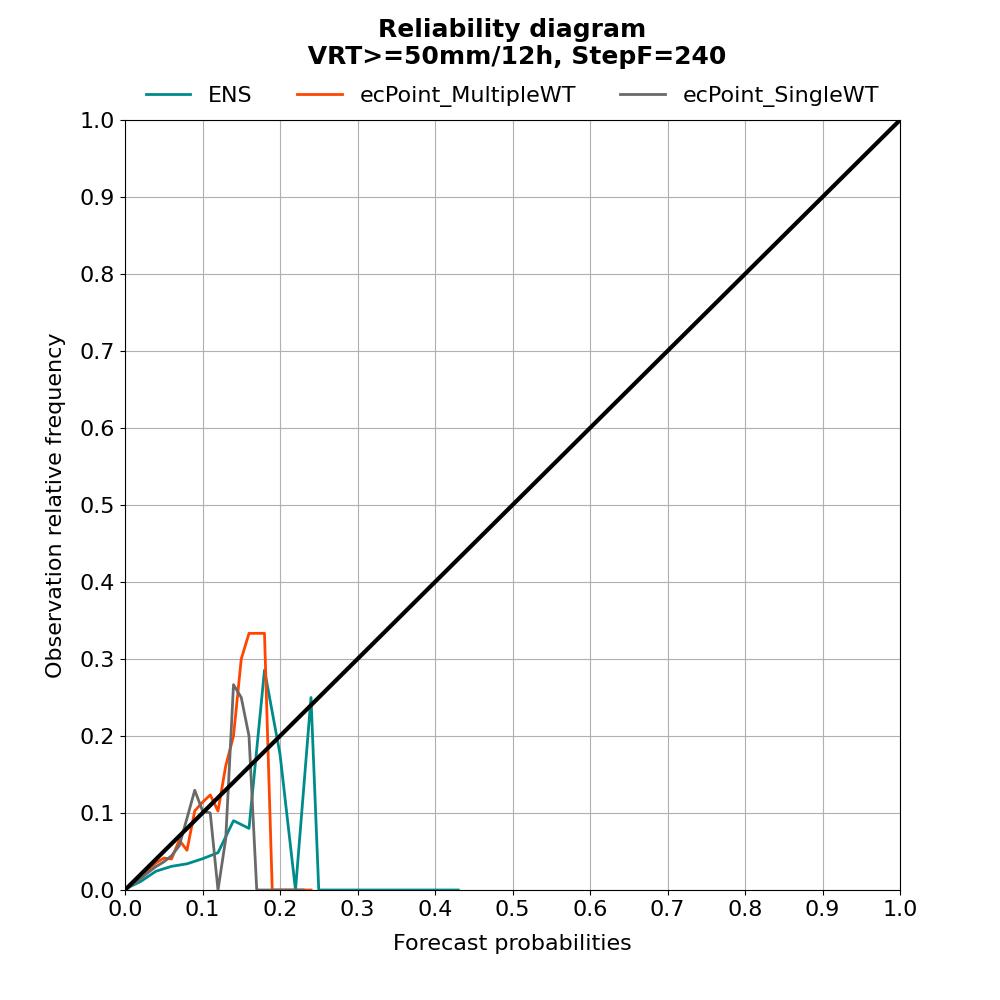 Reliability diagram
VRT>=50mm/12h, StepF=240
ENS ecPoint_MultipleWT ecPoint_SingleWT
1.0
0.9
0.8
0.7
0.6
0.5
0.4
0.3
0.2
0.1
0.0
Observation relative frequency
0.0 0.1 0.2 0.3 0.4 0.5 0.6 0.7 0.8 0.9 1.0
Forecast probabilities